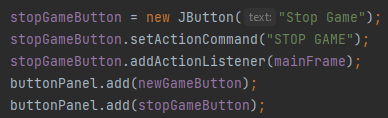 stopGameButton = new JButton( text: "Stop Game");
stopGameButton.setActionCommand("STOP GAME");
stopGameButton.addActionListener(mainFrame);
buttonPanel.add(newGameButton);
buttonPanel.add(stopGameButton);